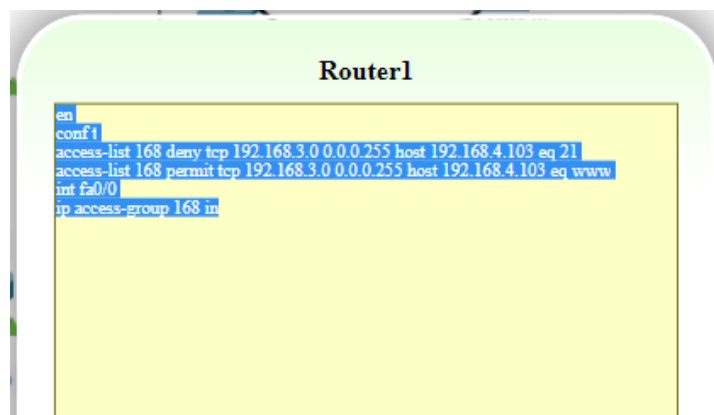 Router1
en
conf t
access-list 168 deny tcp 192.168.3.0 0.0.0.255 host 192.168.4.103 eq 21
access-list 168 permit tcp 192.168.3.0 0.0.0.255 host 192.168.4.103 eq www
int fa0/0
ip access-group 168 in